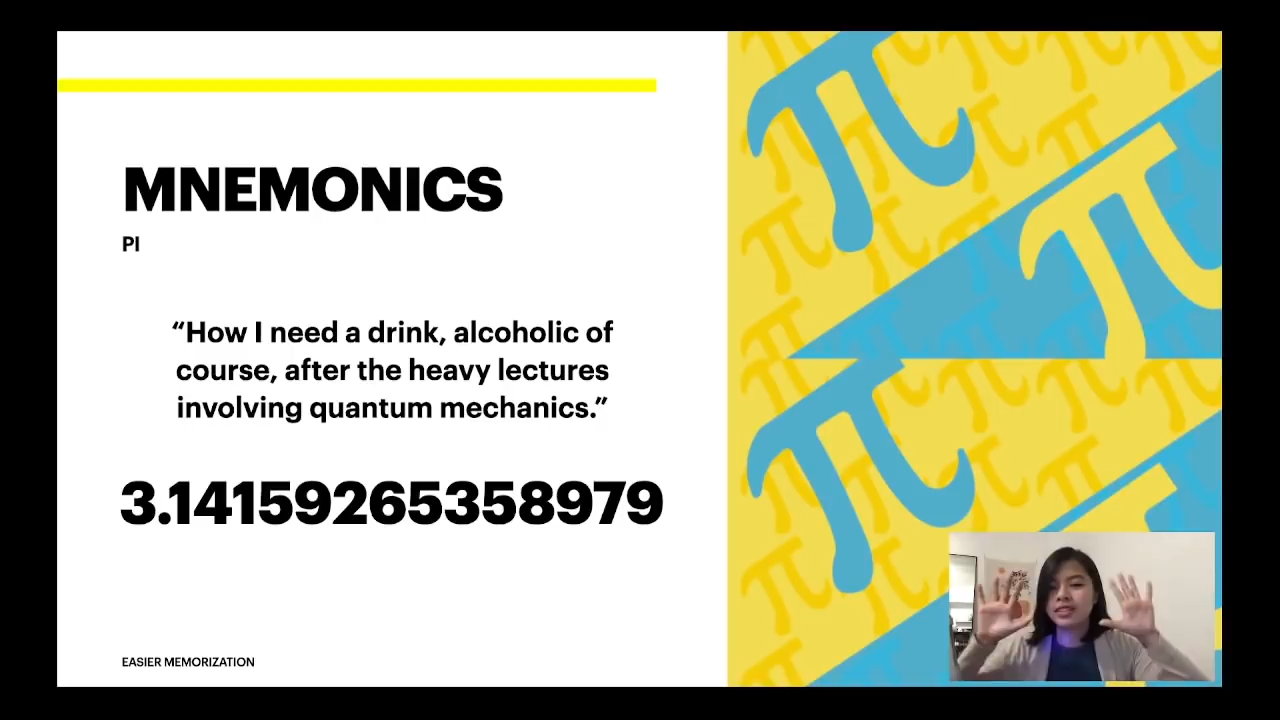 MNEMONICS
PI
“How I need a drink, alcoholic of
course, after the heavy lectures
involving quantum mechanics.”
3.14159265358979
EASIER MEMORIZATION